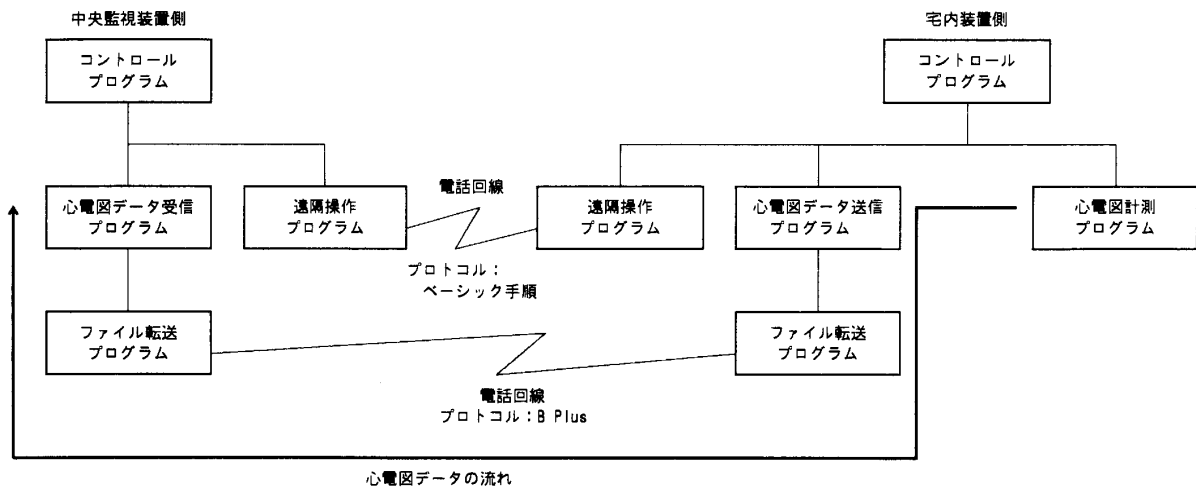 中央監視装置側
宅内装置側
コントロール
プログラム
コントロール
プログラム
心電図データ受信
プログラム
遠隔操作
プログラム
電話回線
プロトコル：
ベーシック手順
遠隔操作
プログラム
心電図データ送信
プログラム
心電図計測
プログラム
ファイル転送
プログラム
ファイル転送
プログラム
電話回線
プロトコル：B Plus
心電図データの流れ